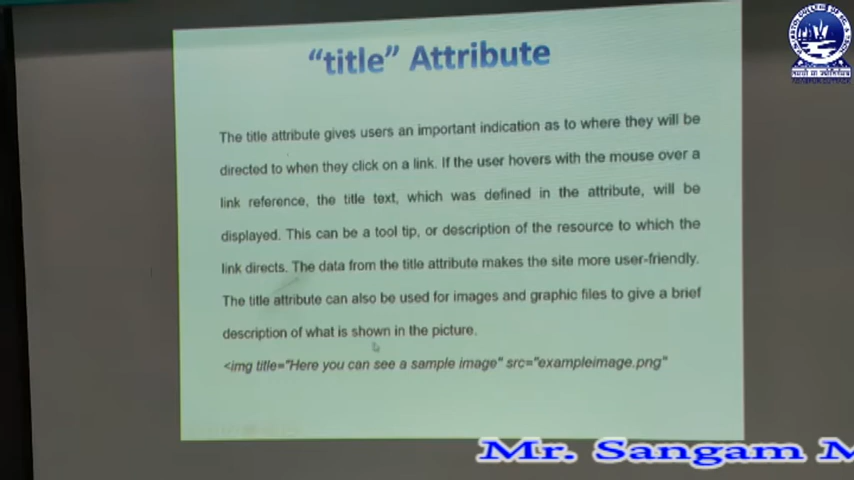 "title" Attribute
The title attribute gives users an important indication as to where they will be
directed to when they click on a link. If the user hovers with the mouse over a
link reference, the title text, which was defined in the attribute, will be
displayed. This can be a tool tip, or description of the resource to which the
link directs. The data from the title attribute makes the site more user-friendly.
The title attribute can also be used for images and graphic files to give a brief
description of what is shown in the picture.
<img title="Here you can see a sample image" src="exampleimage.png"
Mr. Sangam M